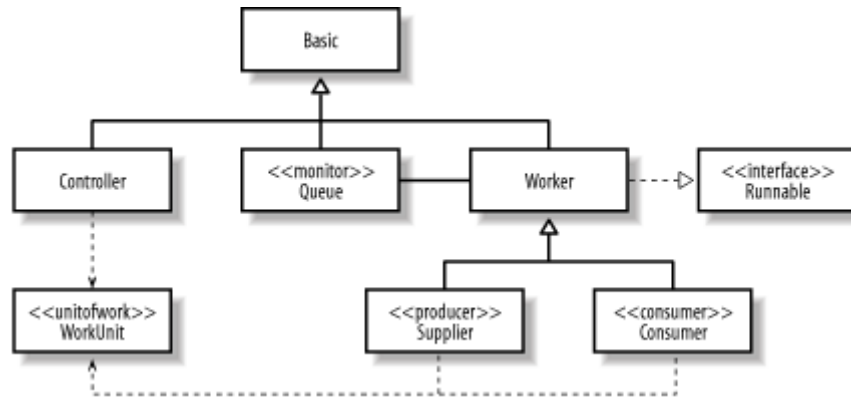 Basic
Controller
<<monitor>>
Queue
Worker
<<interface>>
Runnable
<<unitofwork>>
WorkUnit
<<producer>>
Supplier
<<consumer>>
Consumer